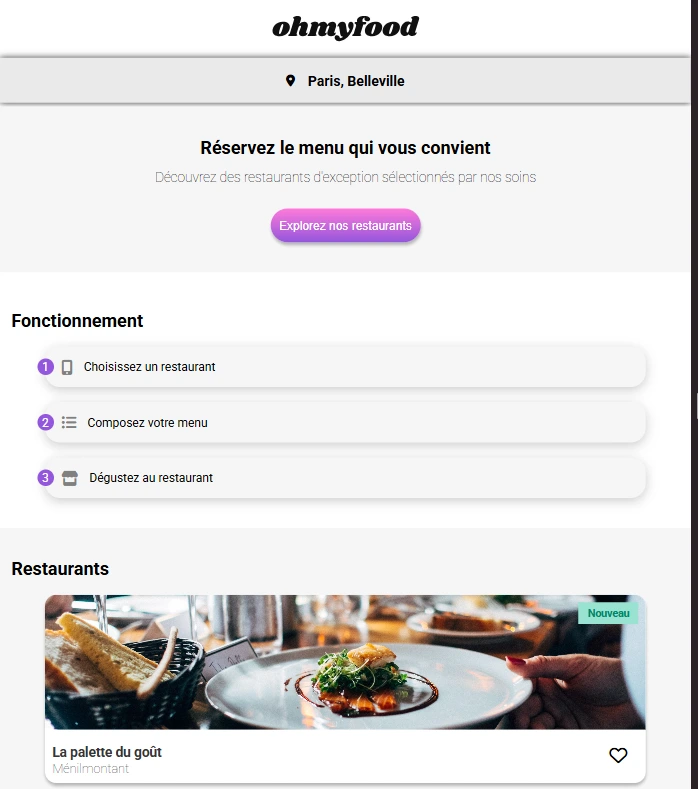 ohmyfood
Paris, Belleville
Réservez le menu qui vous convient
Découvrez des restaurants d'exception sélectionnés par nos soins
Explorez nos restaurants
Fonctionnement
1 Choisissez un restaurant
2 Composez votre menu
3 Dégustez au restaurant
Restaurants
Nouveau
La palette du goût
Ménilmontant